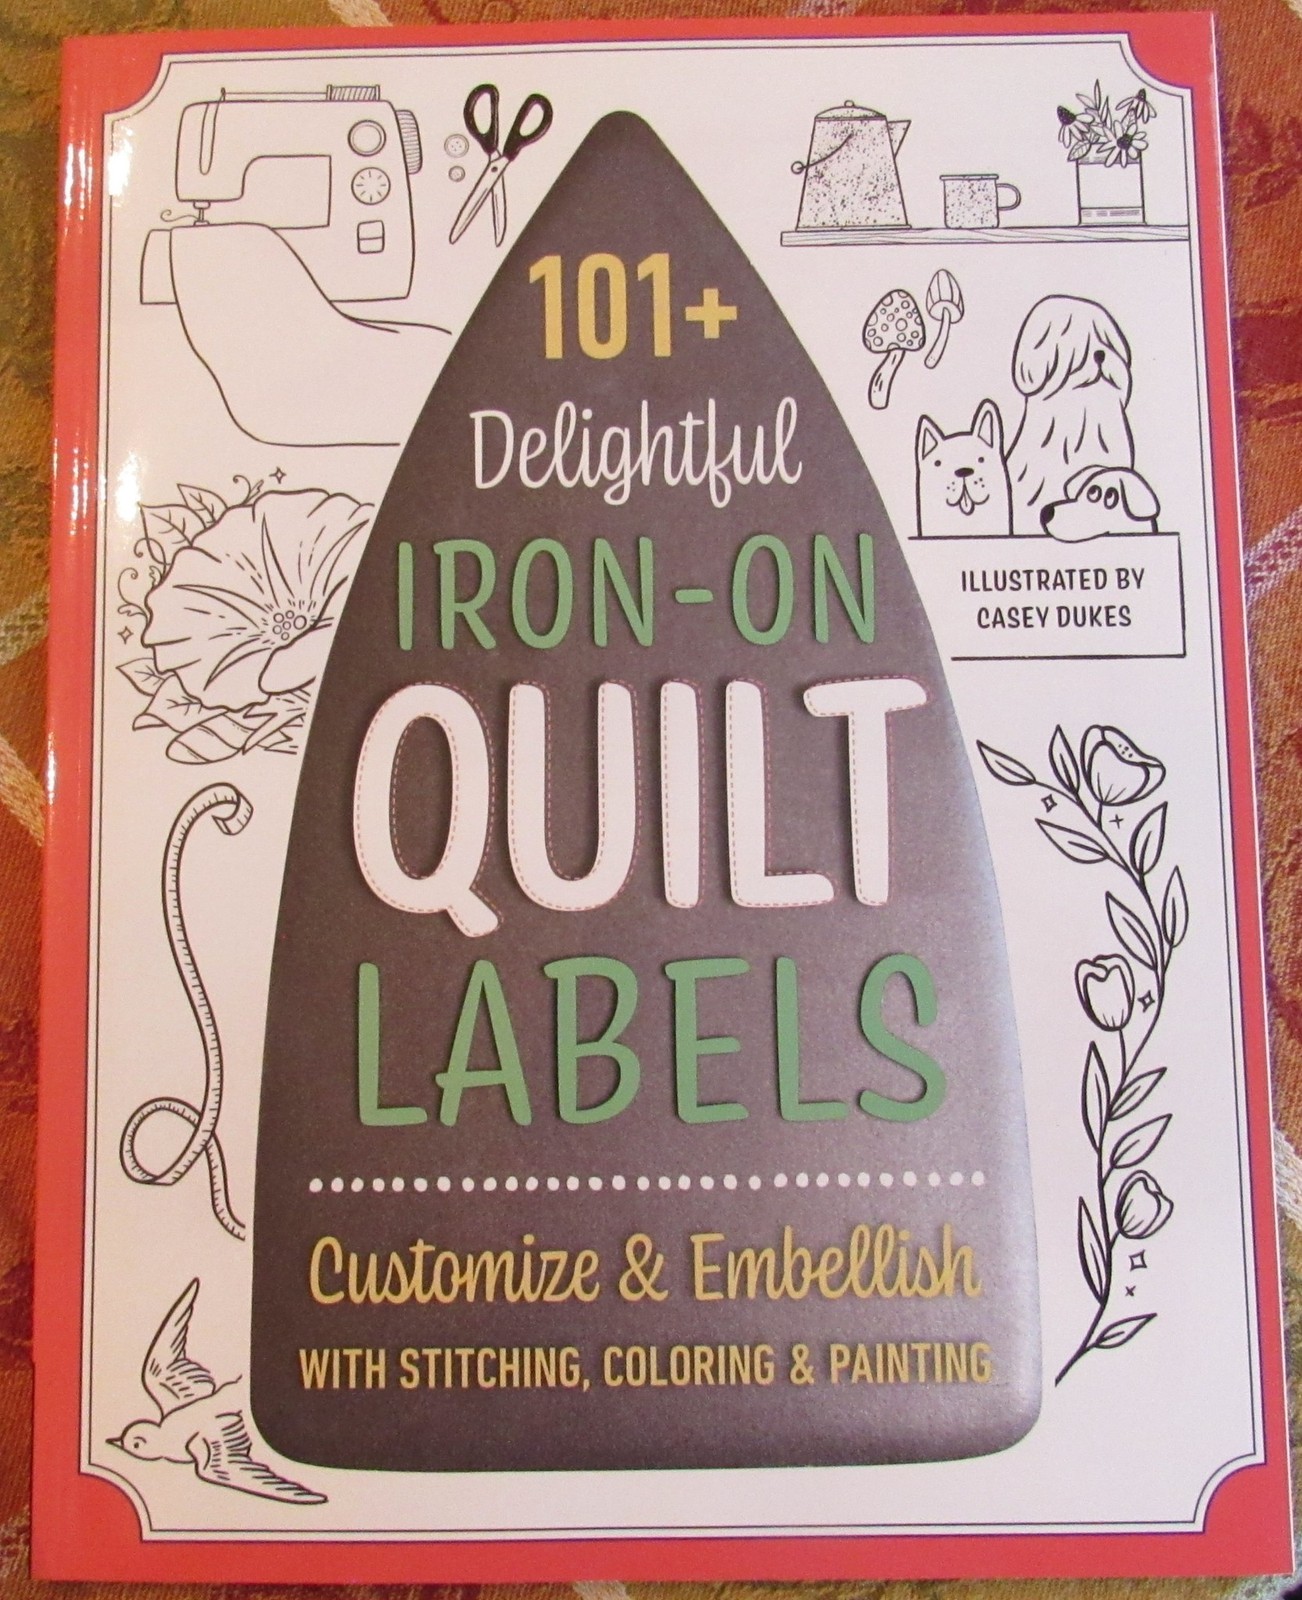 101+
Delightful
IRON-ON
QUILT
LABELS
Customize & Embellish
WITH STITCHING, COLORING & PAINTING
ILLUSTRATED BY
CASEY DUKES